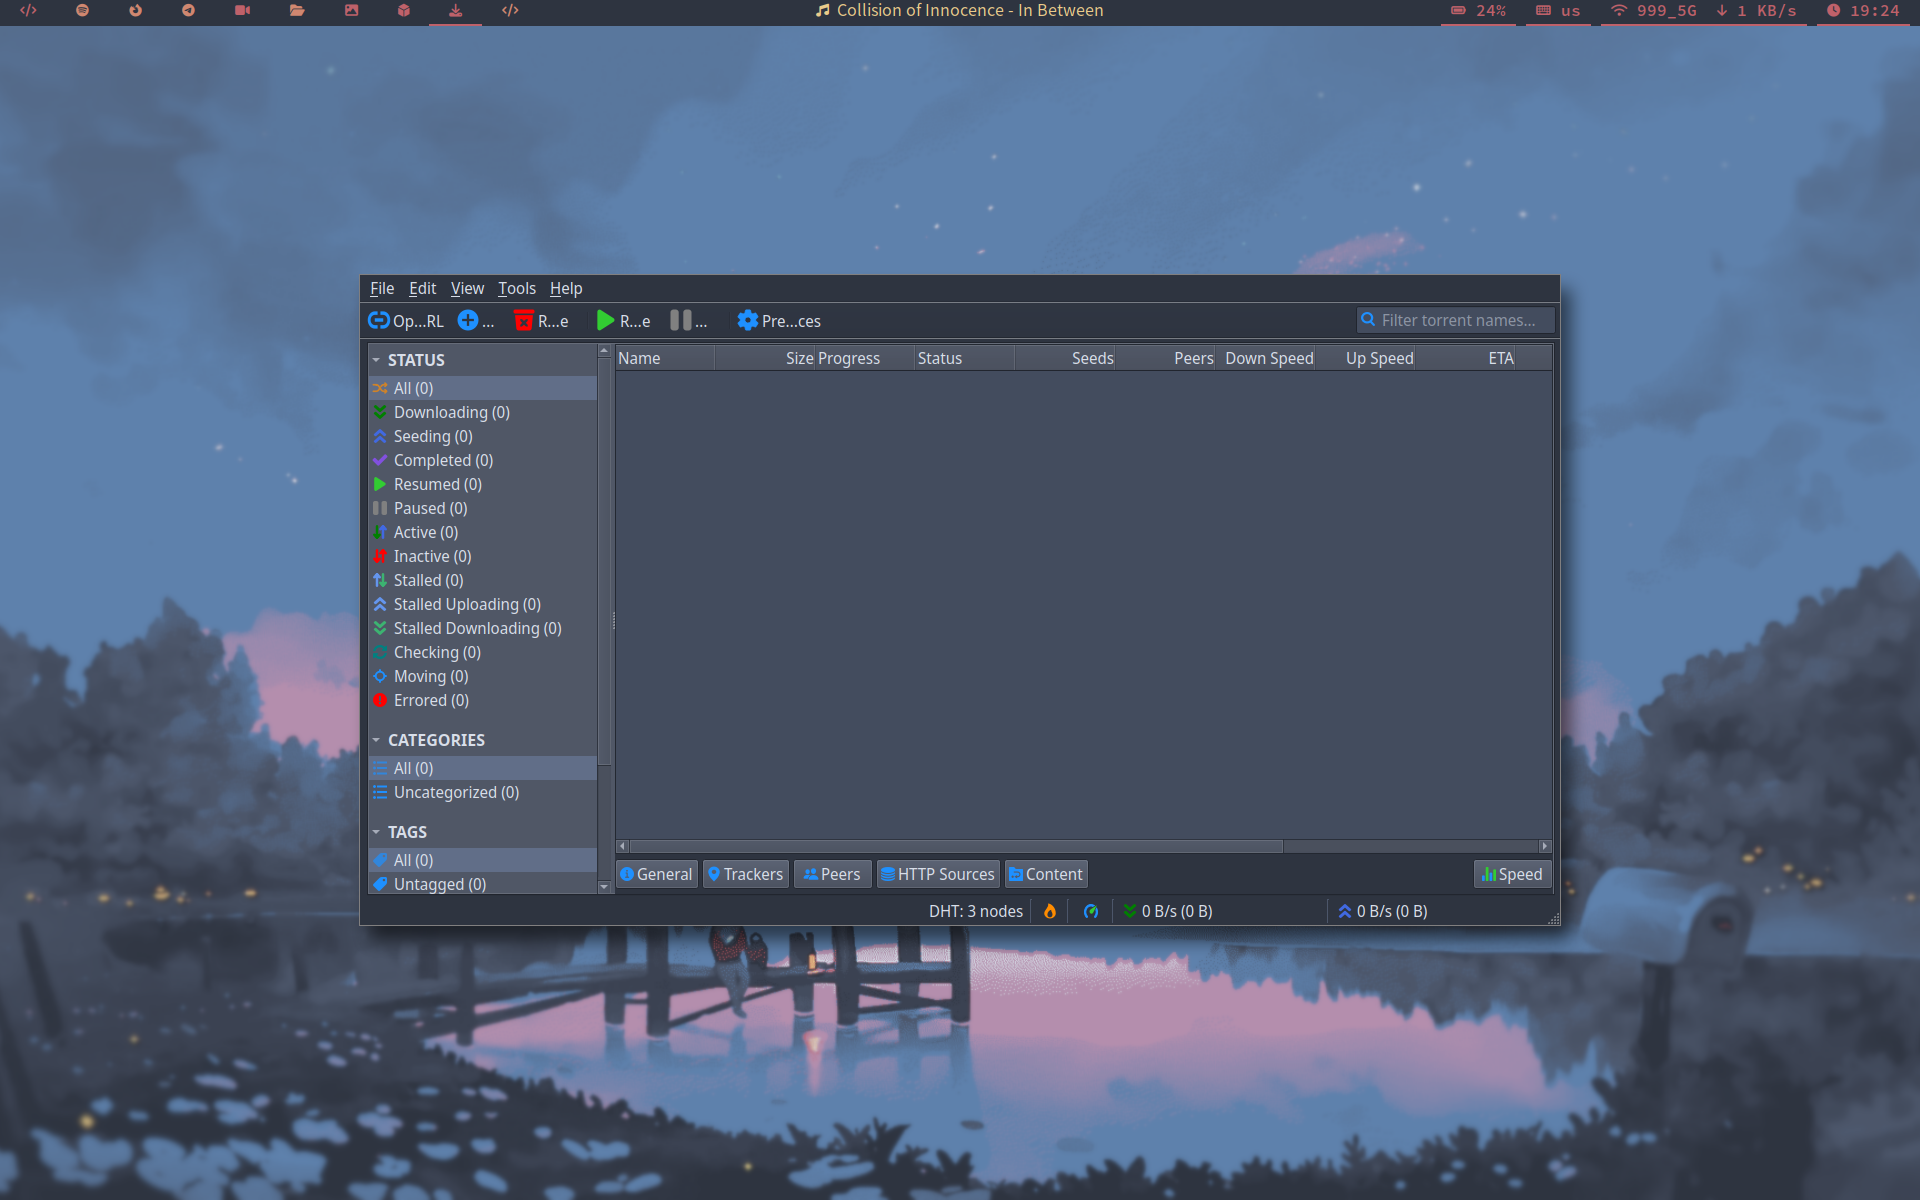 Collision of Innocence - In Between
24%
us
999_5G
1 KB/s
19:24
File Edit View Tools Help
Op...RL ... R...e R...e ... Pre...ces Filter torrent names...
STATUS
All (0)
Downloading (0)
Seeding (0)
Completed (0)
Resumed (0)
Paused (0)
Active (0)
Inactive (0)
Stalled (0)
Stalled Uploading (0)
Stalled Downloading (0)
Checking (0)
Moving (0)
Errored (0)
CATEGORIES
All (0)
Uncategorized (0)
TAGS
All (0)
Untagged (0)
Name Size Progress Status Seeds Peers Down Speed Up Speed ETA
General Trackers Peers HTTP Sources Content Speed
DHT: 3 nodes 0 B/s (0 B) 0 B/s (0 B)